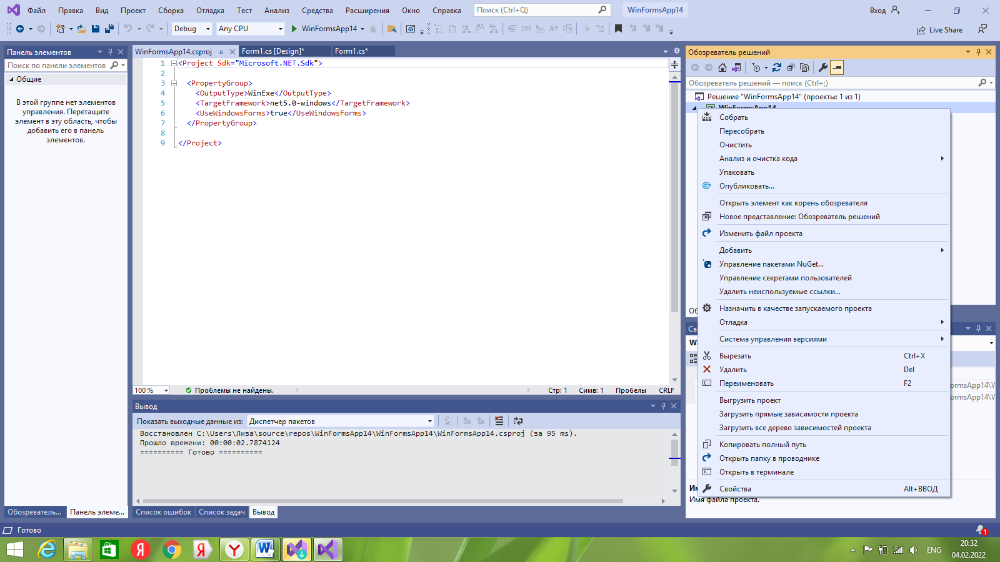 Файл Правка Вид Проект Сборка Отладка Тест Анализ Средства Расширения Окно Справка Поиск (Ctrl+Q) WinFormsApp14 Вход
Debug Any CPU WinFormsApp14 Live Share
Панель элементов
Поиск по панели элементов
Общие
В этой группе нет элементов
управления. Перетащите
элемент в эту область, чтобы
добавить его в панель
элементов.
Обозреватель... Панель элеме...
WinFormsApp14.csproj Form1.cs [Design]* Form1.cs*
1 <Project Sdk="Microsoft.NET.Sdk">
2
3 <PropertyGroup>
4 <OutputType>WinExe</OutputType>
5 <TargetFramework>net5.0-windows</TargetFramework>
6 <UseWindowsForms>true</UseWindowsForms>
7 </PropertyGroup>
8
9 </Project>
100 % Проблемы не найдены. Стр: 1 Симв: 1 Пробелы CRLF
Вывод
Показать выходные данные из: Диспетчер пакетов
Восстановлен C:\Users\Лиза\source\repos\WinFormsApp14\WinFormsApp14\WinFormsApp14.csproj (за 95 ms).
Прошло времени: 00:00:02.7874124
========== Готово ==========
Список ошибок Список задач Вывод
Обозреватель решений
Обозреватель решений — поиск (Ctrl+;)
Решение "WinFormsApp14" (проекты: 1 из 1)
WinFormsApp14
Собрать
Пересобрать
Очистить
Анализ и очистка кода
Упаковать
Опубликовать...
Открыть элемент как корень обозревателя
Новое представление: Обозреватель решений
Изменить файл проекта
Добавить
Управление пакетами NuGet...
Управление секретами пользователей
Удалить неиспользуемые ссылки...
Назначить в качестве запускаемого проекта
Отладка
Система управления версиями
Вырезать Ctrl+X
Удалить Del
Переименовать F2
Выгрузить проект
Загрузить прямые зависимости проекта
Загрузить все дерево зависимостей проекта
Копировать полный путь
Открыть папку в проводнике
Открыть в терминале
Свойства Alt+ВВОД
ormsApp14\W
ormsApp14\W
Имя файла проекта.
Готово
1
ENG
20:32
04.02.2022